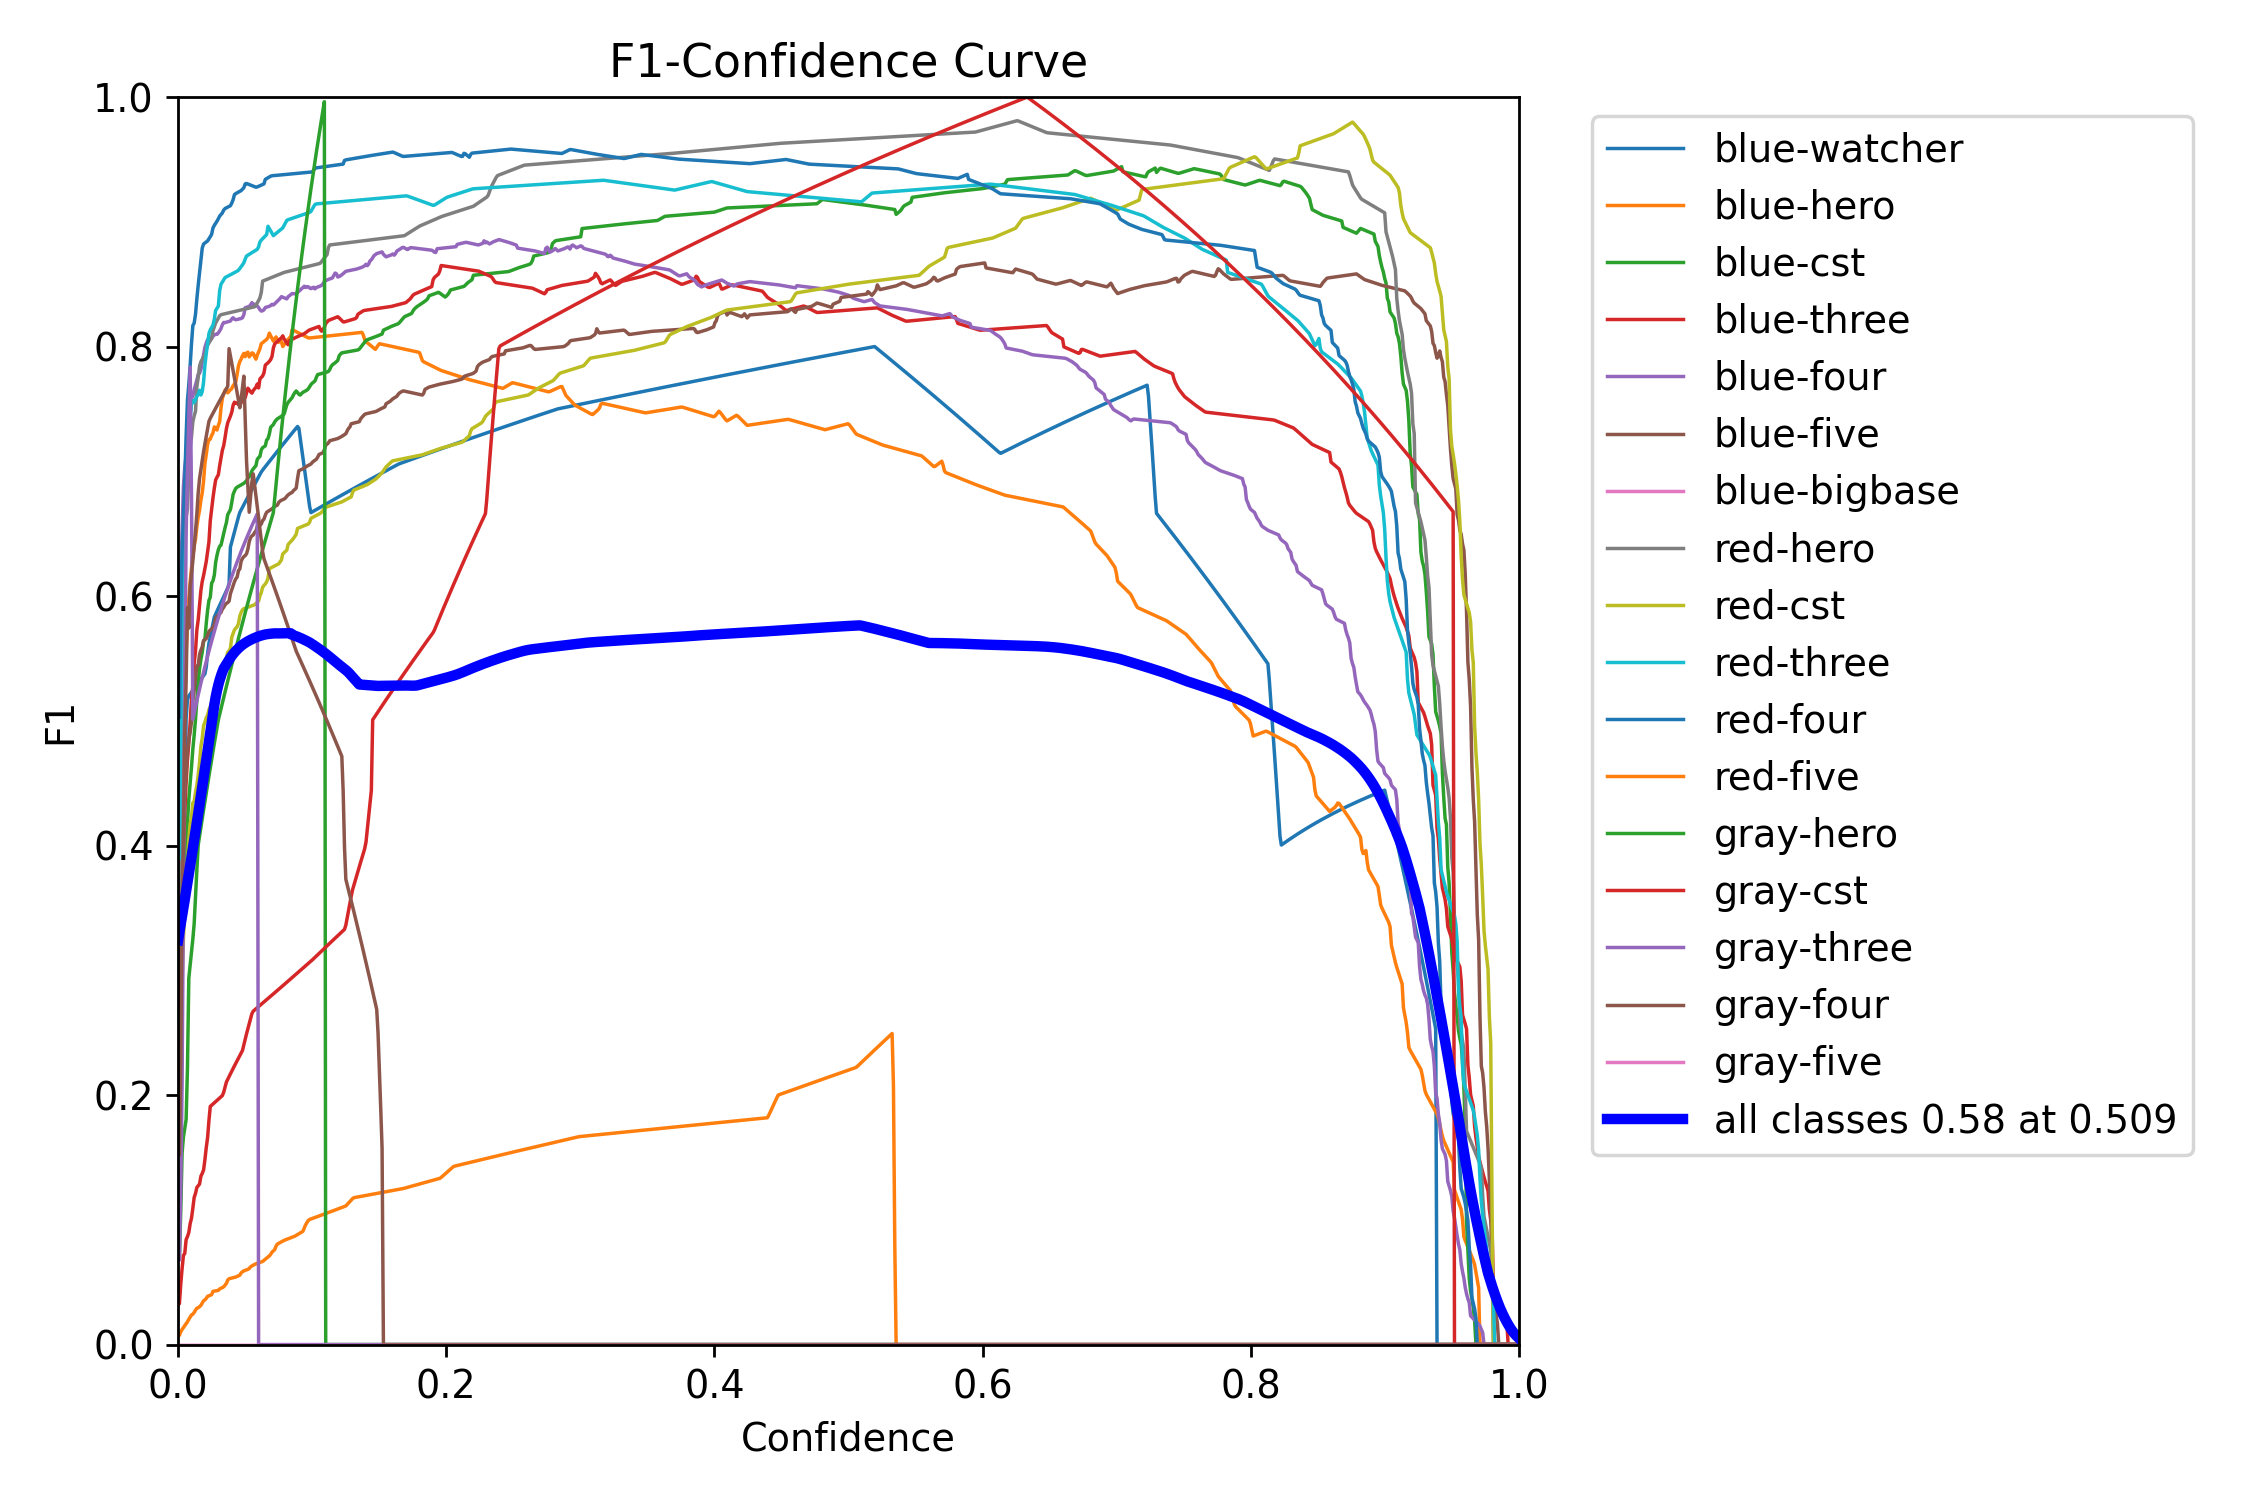 F1-Confidence Curve
1.0
0.8
0.6
0.4
0.2
0.0
F1
0.0 0.2 0.4 0.6 0.8 1.0
Confidence
blue-watcher
blue-hero
blue-cst
blue-three
blue-four
blue-five
blue-bigbase
red-hero
red-cst
red-three
red-four
red-five
gray-hero
gray-cst
gray-three
gray-four
gray-five
all classes 0.58 at 0.509